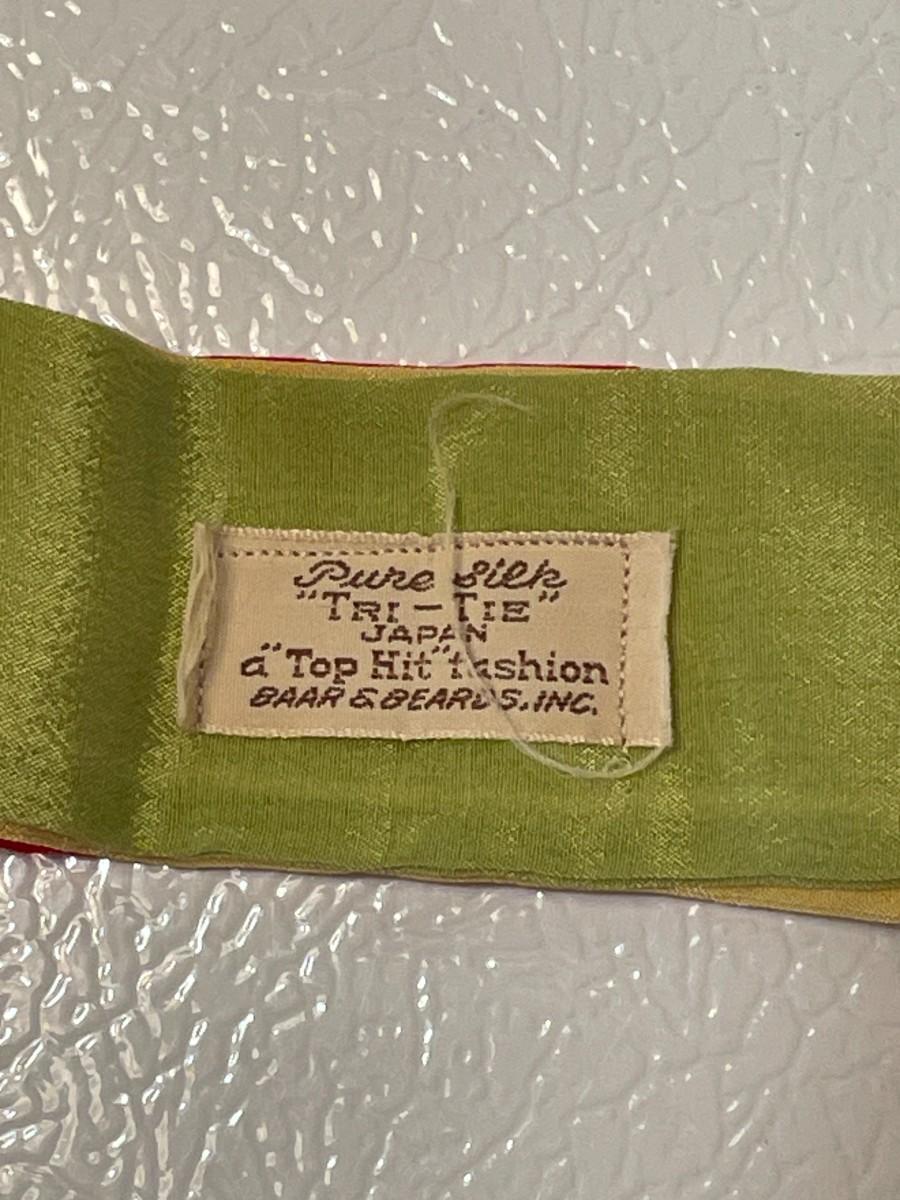 Pure Silk
"TRI-TIE"
JAPAN
a "Top Hit" fashion
BAAR & BEARDS, INC.